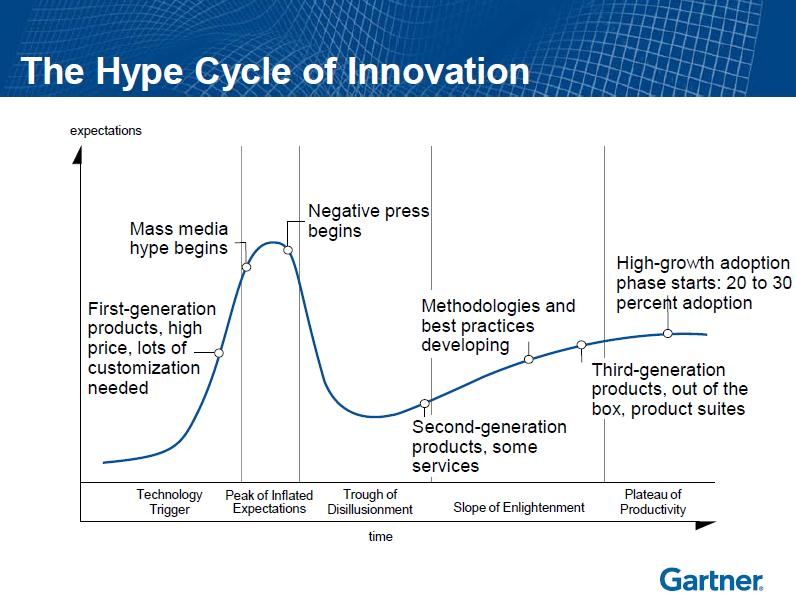 The Hype Cycle of Innovation
expectations
Negative press
begins
Mass media
hype begins
High-growth adoption
phase starts: 20 to 30
percent adoption
First-generation
products, high
price, lots of
customization
needed
Methodologies and
best practices
developing
Third-generation
products, out of the
box, product suites
Second-generation
products, some
services
Technology
Trigger
Peak of Inflated
Expectations
Trough of
Disillusionment
Slope of Enlightenment
Plateau of
Productivity
time
Gartner®